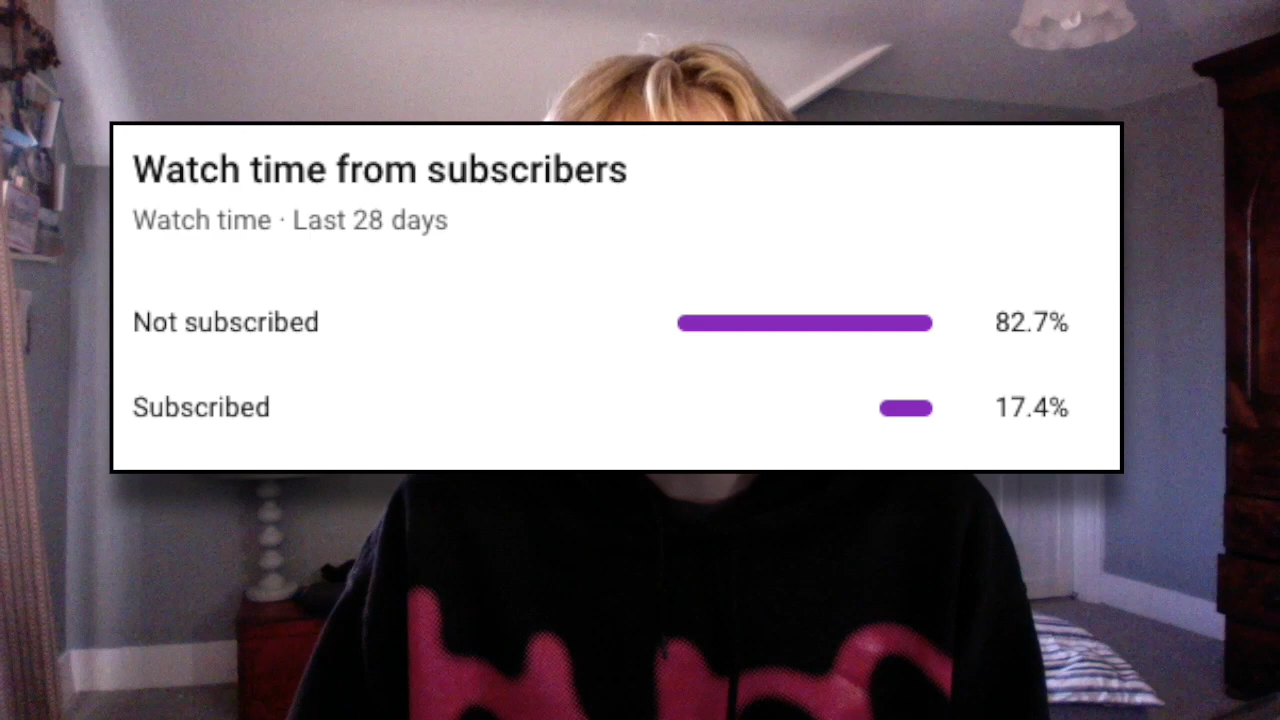 Watch time from subscribers
Watch time · Last 28 days
Not subscribed 82.7%
Subscribed 17.4%